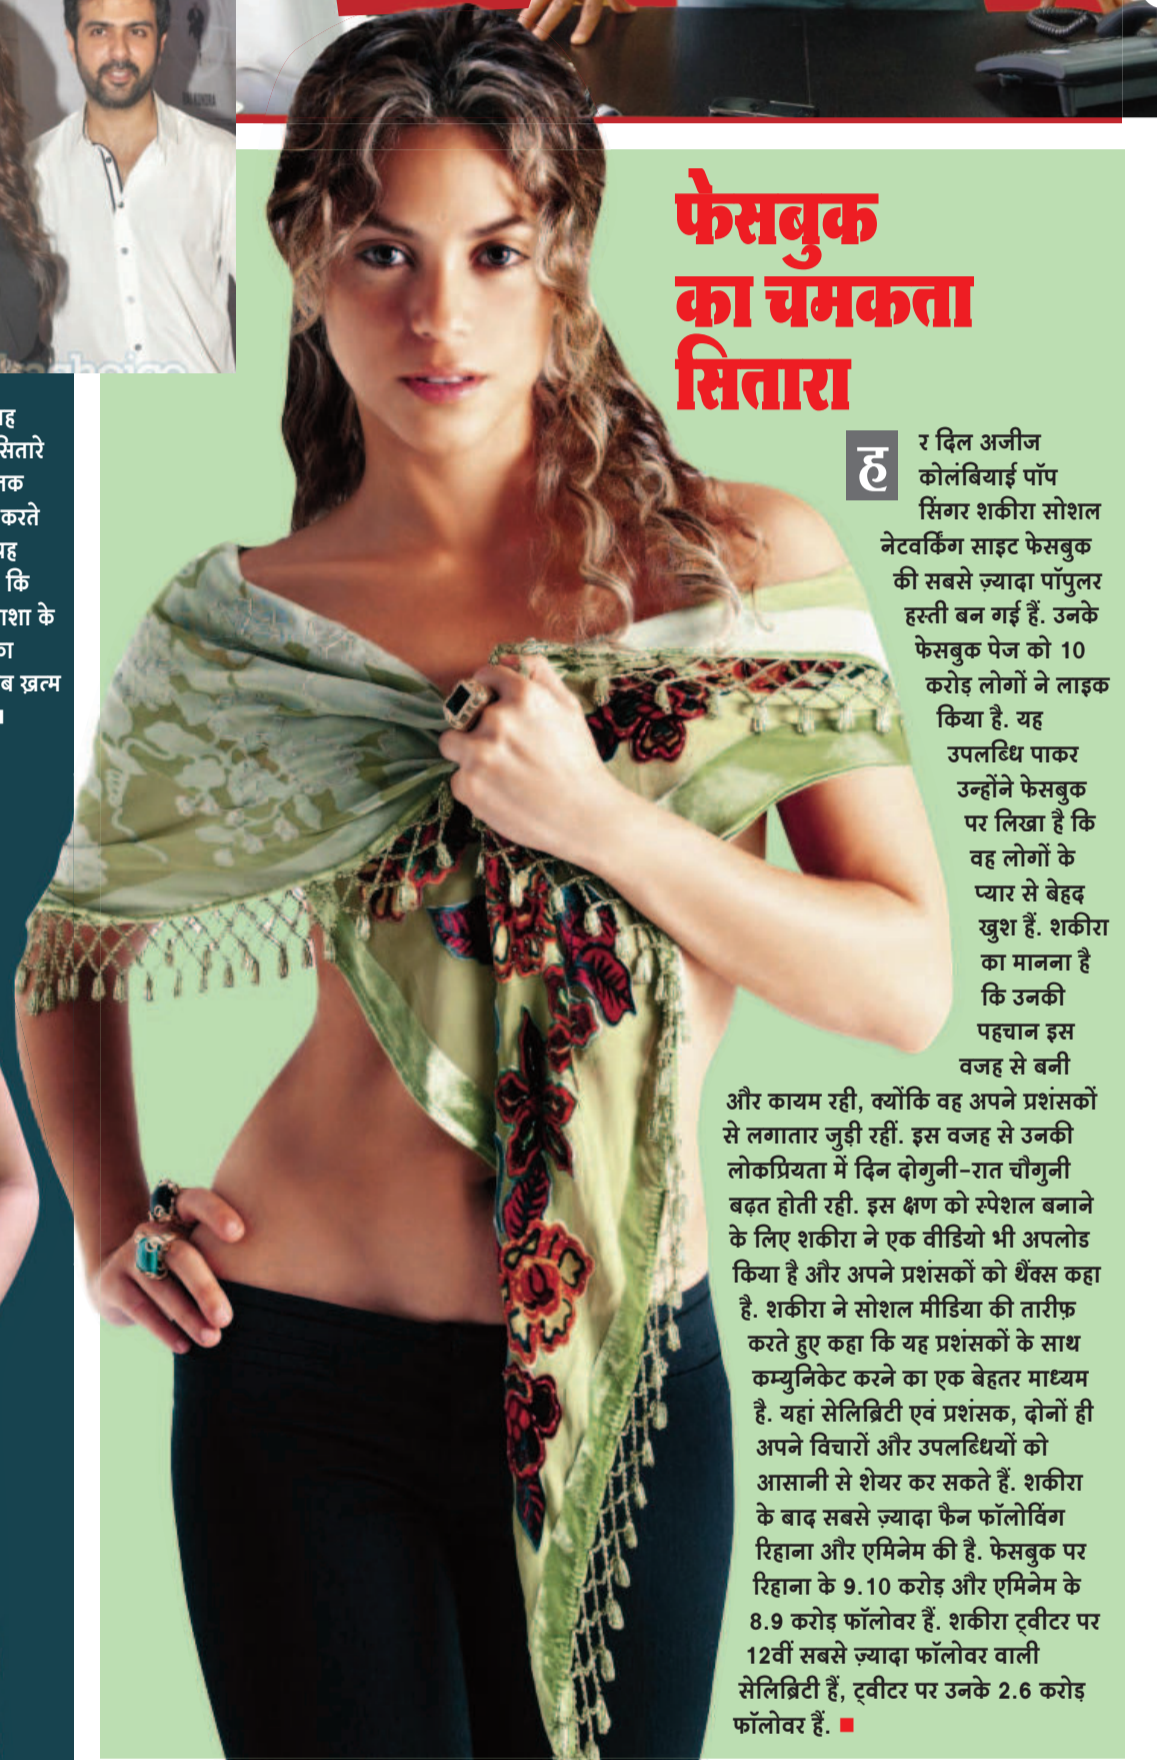 फेसबुक
का चमकता
सितारा
हर दिल अजीज
कोलंबियाई पॉप
सिंगर शकीरा सोशल
नेटवर्किंग साइट फेसबुक
की सबसे ज़्यादा पॉपुलर
हस्ती बन गई हैं. उनके
फेसबुक पेज को 10
करोड़ लोगों ने लाइक
किया है. यह
उपलब्धि पाकर
उन्होंने फेसबुक
पर लिखा है कि
वह लोगों के
प्यार से बेहद
खुश हैं. शकीरा
का मानना है
कि उनकी
पहचान इस
वजह से बनी
और कायम रही, क्योंकि वह अपने प्रशंसकों
से लगातार जुड़ी रहीं. इस वजह से उनकी
लोकप्रियता में दिन दोगुनी-रात चौगुनी
बढ़त होती रही. इस क्षण को स्पेशल बनाने
के लिए शकीरा ने एक वीडियो भी अपलोड
किया है और अपने प्रशंसकों को थैंक्स कहा
है. शकीरा ने सोशल मीडिया की तारीफ़
करते हुए कहा कि यह प्रशंसकों के साथ
कम्युनिकेट करने का एक बेहतर माध्यम
है. यहां सेलिब्रिटी एवं प्रशंसक, दोनों ही
अपने विचारों और उपलब्धियों को
आसानी से शेयर कर सकते हैं. शकीरा
के बाद सबसे ज़्यादा फैन फॉलोविंग
रिहाना और एमिनेम की है. फेसबुक पर
रिहाना के 9.10 करोड़ और एमिनेम के
8.9 करोड़ फॉलोवर हैं. शकीरा ट्वीटर पर
12वीं सबसे ज़्यादा फॉलोवर वाली
सेलिब्रिटी हैं, ट्वीटर पर उनके 2.6 करोड़
फॉलोवर हैं.
सितारे
करते
कि
के
ख़त्म